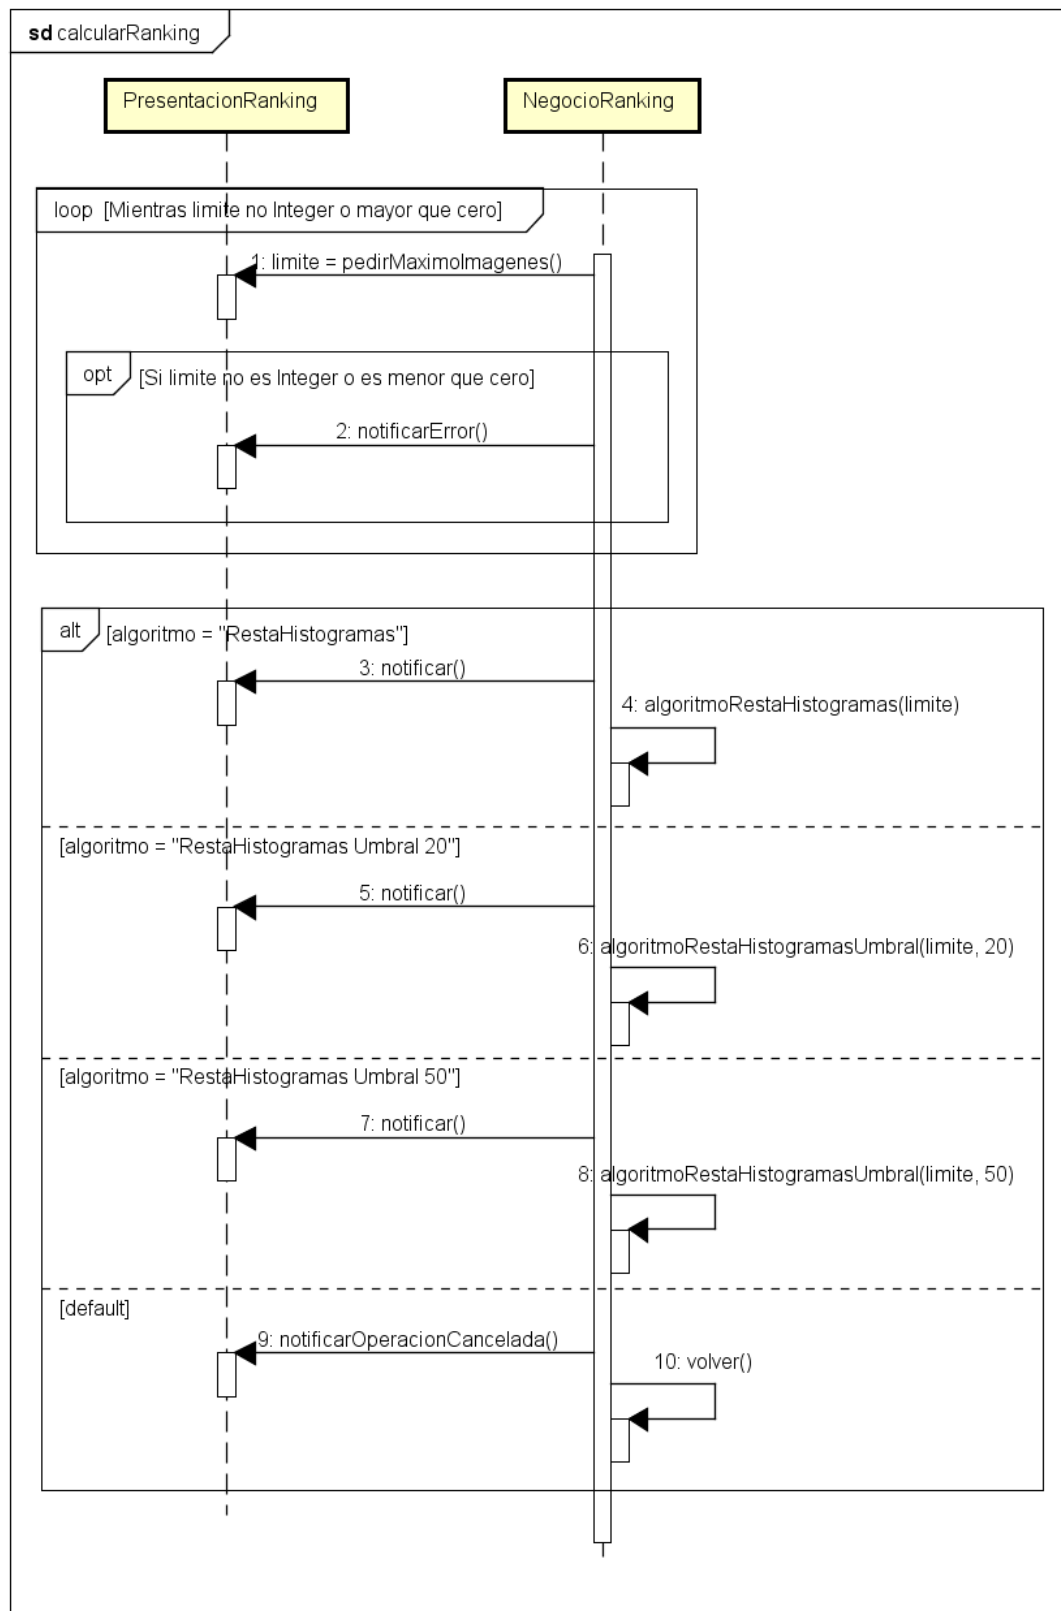 sd calcularRanking
PresentacionRanking
NegocioRanking
loop [Mientras limite no Integer o mayor que cero]
1: limite = pedirMaximoImagenes()
opt [Si limite no es Integer o es menor que cero]
2: notificarError()
alt [algoritmo = "RestaHistogramas"]
3: notificar()
4: algoritmoRestaHistogramas(limite)
[algoritmo = "RestaHistogramas Umbral 20"]
5: notificar()
6: algoritmoRestaHistogramasUmbral(limite, 20)
[algoritmo = "RestaHistogramas Umbral 50"]
7: notificar()
8: algoritmoRestaHistogramasUmbral(limite, 50)
[default]
9: notificarOperacionCancelada()
10: volver()